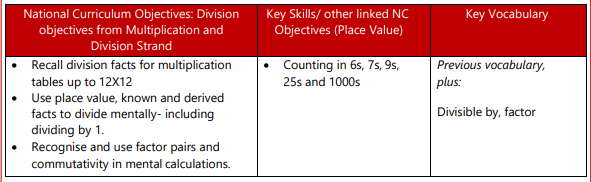 National Curriculum Objectives: Division
objectives from Multiplication and
Division Strand
Key Skills/ other linked NC
Objectives (Place Value)
Key Vocabulary
• Recall division facts for multiplication
tables up to 12X12
• Use place value, known and derived
facts to divide mentally- including
dividing by 1.
• Recognise and use factor pairs and
commutativity in mental calculations.
• Counting in 6s, 7s, 9s,
25s and 1000s
Previous vocabulary,
plus:
Divisible by, factor